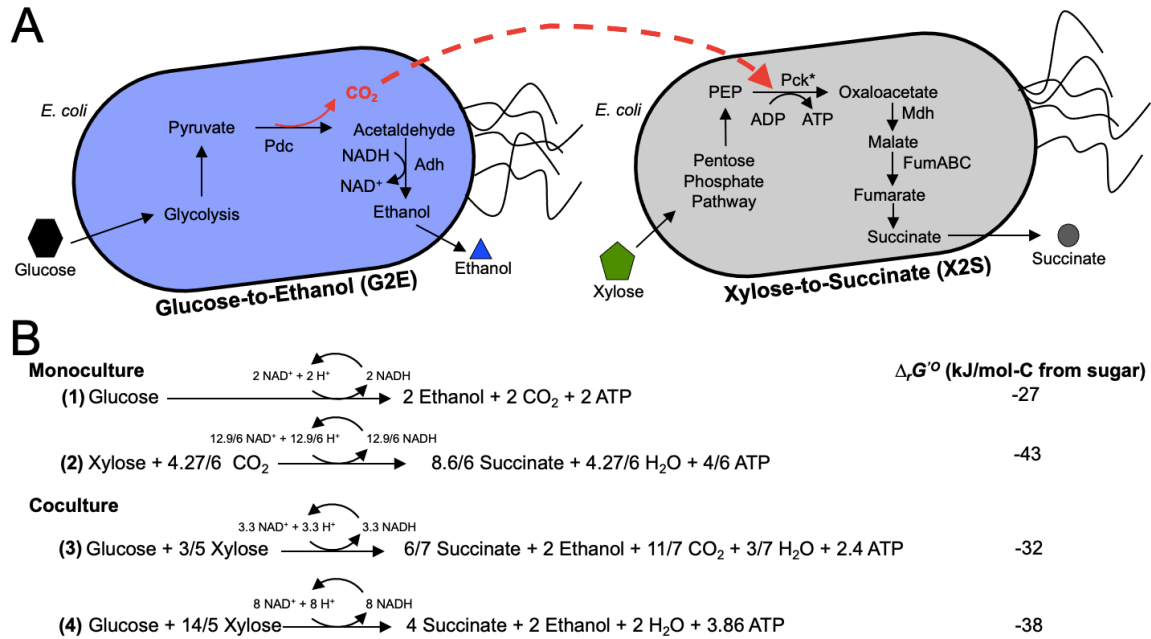 A
E. coli
CO2
Pyruvate
Pdc
Acetaldehyde
NADH
Adh
NAD+
Glycolysis
Ethanol
Glucose
Ethanol
Glucose-to-Ethanol (G2E)
E. coli
PEP
Pck*
Oxaloacetate
ADP
ATP
Mdh
Malate
Pentose
Phosphate
Pathway
FumABC
Fumarate
Succinate
Succinate
Xylose
Xylose-to-Succinate (X2S)
B
Monoculture
ΔrG'O (kJ/mol-C from sugar)
2 NAD+ + 2 H+ 2 NADH
(1) Glucose 2 Ethanol + 2 CO2 + 2 ATP -27
12.9/6 NAD+ + 12.9/6 H+ 12.9/6 NADH
(2) Xylose + 4.27/6 CO2 8.6/6 Succinate + 4.27/6 H2O + 4/6 ATP -43
Coculture
3.3 NAD+ + 3.3 H+ 3.3 NADH
(3) Glucose + 3/5 Xylose 6/7 Succinate + 2 Ethanol + 11/7 CO2 + 3/7 H2O + 2.4 ATP -32
8 NAD+ + 8 H+ 8 NADH
(4) Glucose + 14/5 Xylose 4 Succinate + 2 Ethanol + 2 H2O + 3.86 ATP -38